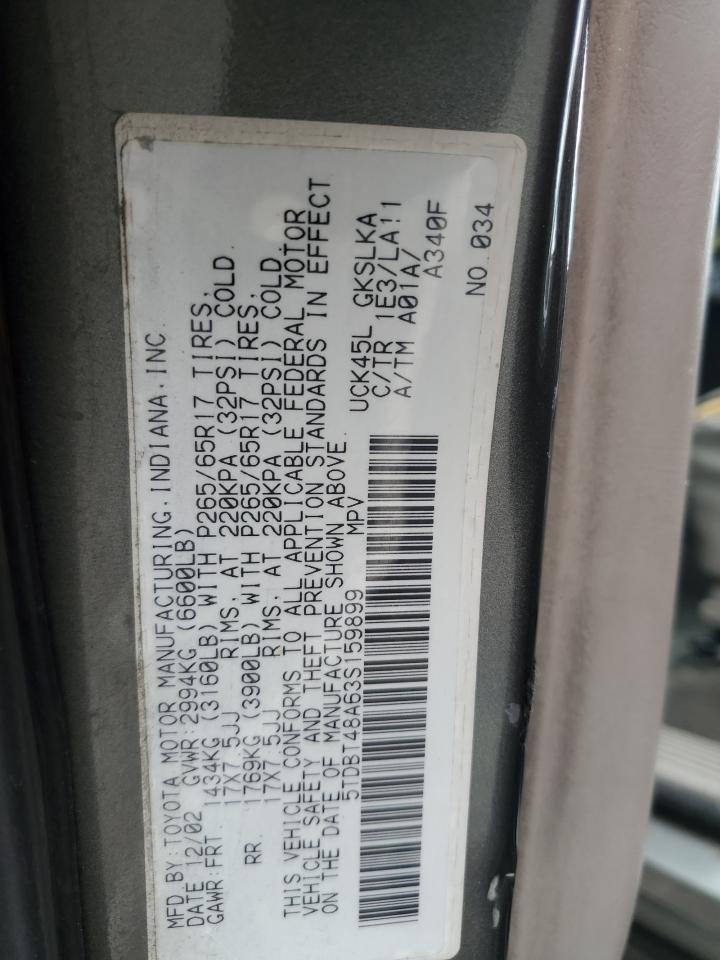 MFD.BY:TOYOTA MOTOR MANUFACTURING.INDIANA.INC.
DATE 12/02 GVWR:2994KG (6600LB)
GAWR:FRT. 1434KG (3160LB) WITH P265/65R17 TIRES,
17X7.5JJ RIMS, AT 220KPA (32PSI) COLD.
RR. 1769KG (3900LB) WITH P265/65R17 TIRES,
17X7.5JJ RIMS, AT 220KPA (32PSI) COLD.
THIS VEHICLE CONFORMS TO ALL APPLICABLE FEDERAL MOTOR
VEHICLE SAFETY AND THEFT PREVENTION STANDARDS IN EFFECT
ON THE DATE OF MANUFACTURE SHOWN ABOVE.
5TDBT48A63S159899 MPV
UCK45L GKSLKA
C/TR 1E3/LA11
A/TM A01A/
A340F
NO.034